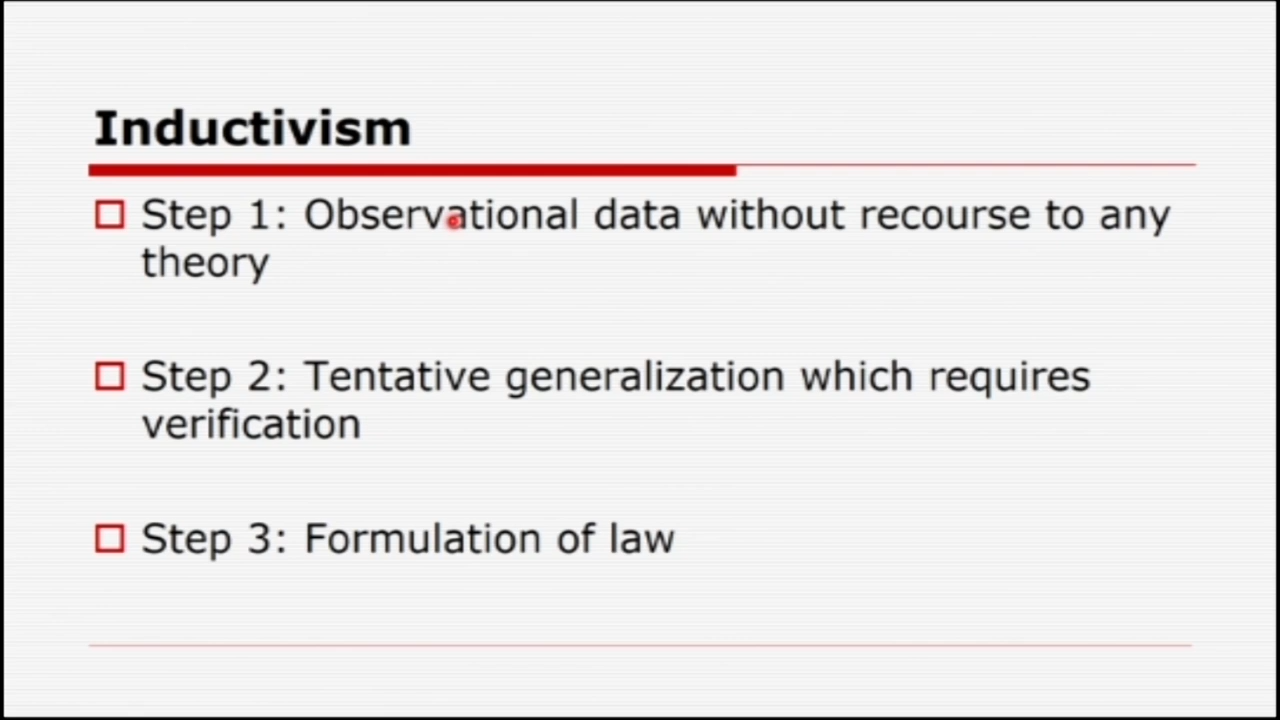 Inductivism
Step 1: Observational data without recourse to any
theory
Step 2: Tentative generalization which requires
verification
Step 3: Formulation of law